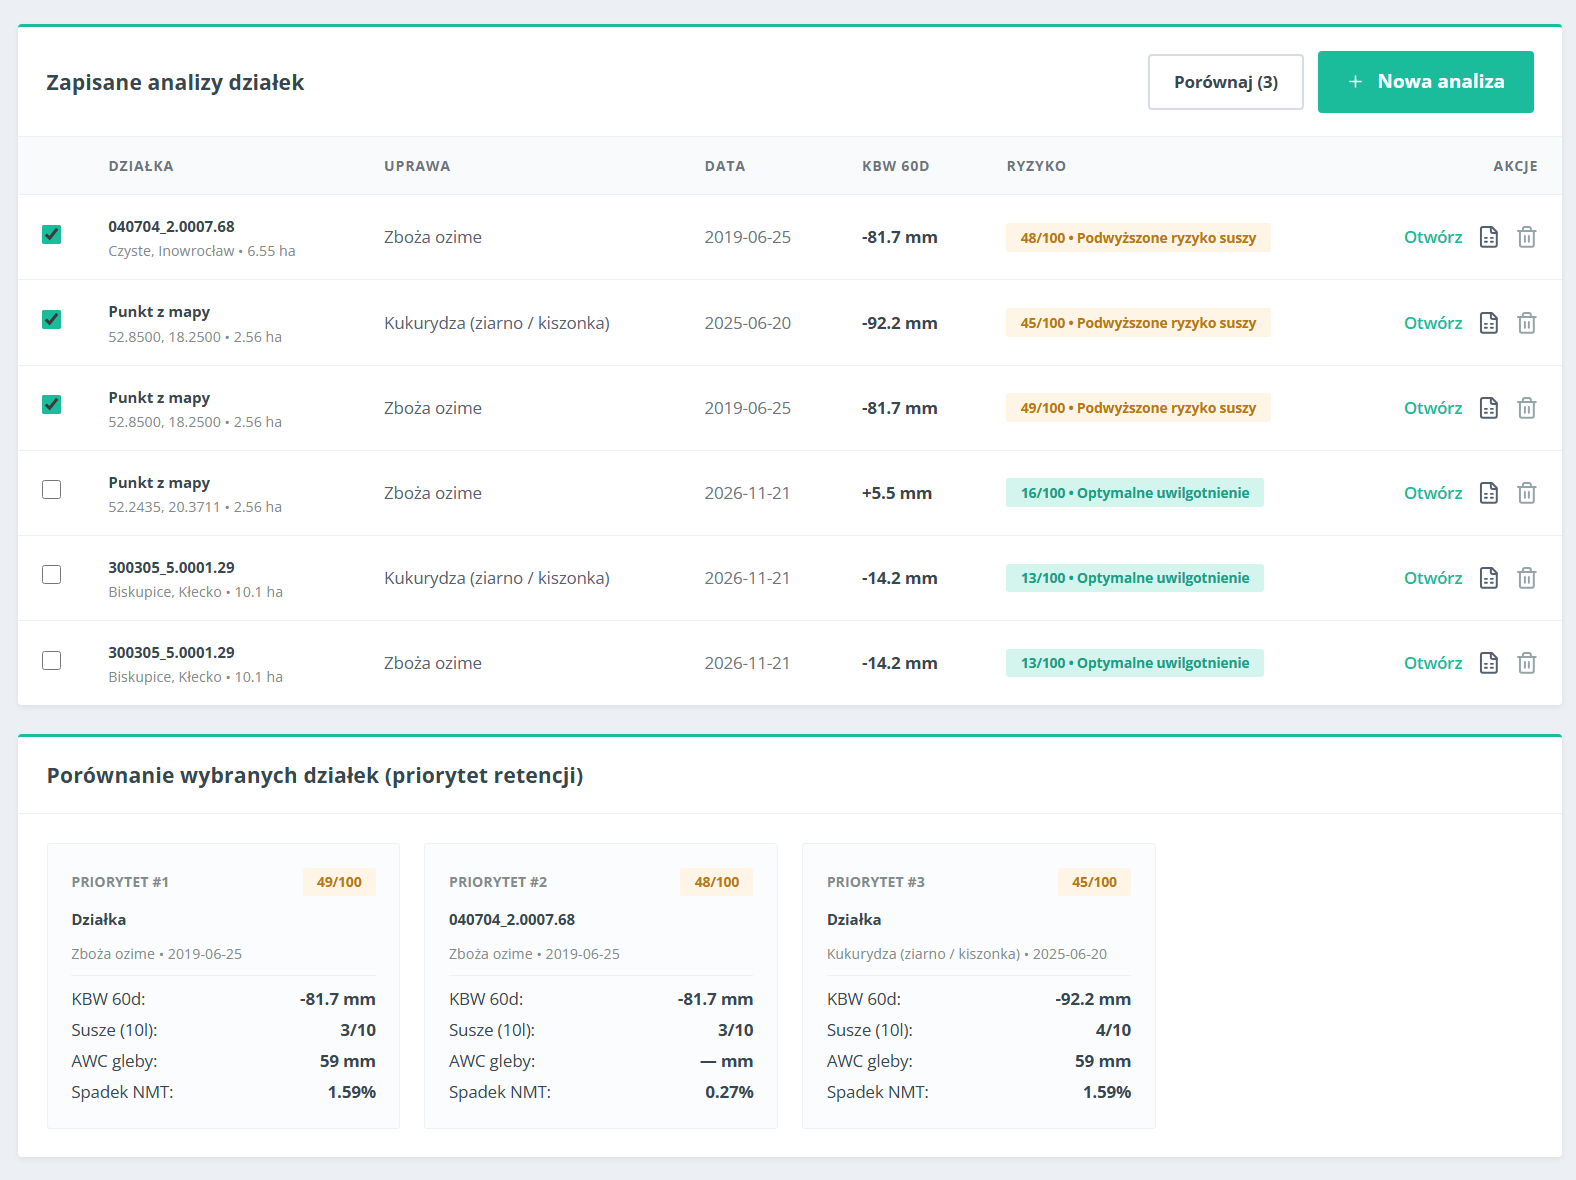 Zapisane analizy działek
Porównaj (3)
+ Nowa analiza
DZIAŁKA UPRAWA DATA KBW 60D RYZYKO AKCJE
040704_2.0007.68
Czyste, Inowrocław • 6.55 ha
Zboża ozime 2019-06-25 -81.7 mm 48/100 • Podwyższone ryzyko suszy Otwórz
Punkt z mapy
52.8500, 18.2500 • 2.56 ha
Kukurydza (ziarno / kiszonka) 2025-06-20 -92.2 mm 45/100 • Podwyższone ryzyko suszy Otwórz
Punkt z mapy
52.8500, 18.2500 • 2.56 ha
Zboża ozime 2019-06-25 -81.7 mm 49/100 • Podwyższone ryzyko suszy Otwórz
Punkt z mapy
52.2435, 20.3711 • 2.56 ha
Zboża ozime 2026-11-21 +5.5 mm 16/100 • Optymalne uwilgotnienie Otwórz
300305_5.0001.29
Biskupice, Kłecko • 10.1 ha
Kukurydza (ziarno / kiszonka) 2026-11-21 -14.2 mm 13/100 • Optymalne uwilgotnienie Otwórz
300305_5.0001.29
Biskupice, Kłecko • 10.1 ha
Zboża ozime 2026-11-21 -14.2 mm 13/100 • Optymalne uwilgotnienie Otwórz
Porównanie wybranych działek (priorytet retencji)
PRIORYTET #1 49/100
Działka
Zboża ozime • 2019-06-25
KBW 60d: -81.7 mm
Susze (10l): 3/10
AWC gleby: 59 mm
Spadek NMT: 1.59%
PRIORYTET #2 48/100
040704_2.0007.68
Zboża ozime • 2019-06-25
KBW 60d: -81.7 mm
Susze (10l): 3/10
AWC gleby: — mm
Spadek NMT: 0.27%
PRIORYTET #3 45/100
Działka
Kukurydza (ziarno / kiszonka) • 2025-06-20
KBW 60d: -92.2 mm
Susze (10l): 4/10
AWC gleby: 59 mm
Spadek NMT: 1.59%